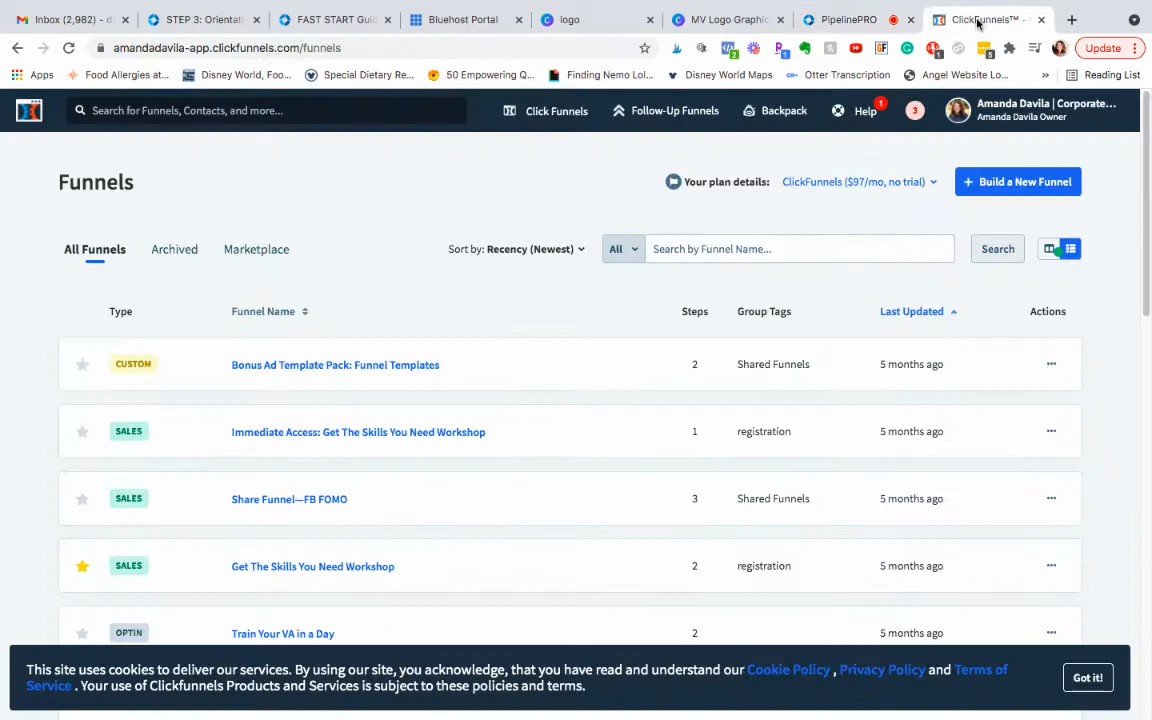 Inbox (2,982) - d
STEP 3: Orientati
FAST START Guid
Bluehost Portal
logo
MV Logo Graphic
PipelinePRO
ClickFunnels™ -
amandadavila-app.clickfunnels.com/funnels
Update
Apps
Food Allergies at...
Disney World, Foo...
Special Dietary Re...
50 Empowering Q...
Finding Nemo Lol...
Disney World Maps
Otter Transcription
Angel Website Lo...
»
Reading List
Search for Funnels, Contacts, and more...
Click Funnels
Follow-Up Funnels
Backpack
Help
1
3
Amanda Davila | Corporate...
Amanda Davila Owner
Funnels
Your plan details:
ClickFunnels ($97/mo, no trial)
+ Build a New Funnel
All Funnels
Archived
Marketplace
Sort by: Recency (Newest)
All
Search by Funnel Name...
Search
Type
Funnel Name
Steps
Group Tags
Last Updated
Actions
CUSTOM
Bonus Ad Template Pack: Funnel Templates
2
Shared Funnels
5 months ago
SALES
Immediate Access: Get The Skills You Need Workshop
1
registration
5 months ago
SALES
Share Funnel—FB FOMO
3
Shared Funnels
5 months ago
SALES
Get The Skills You Need Workshop
2
registration
5 months ago
OPTIN
Train Your VA in a Day
2
5 months ago
This site uses cookies to deliver our services. By using our site, you acknowledge, that you have read and understand our Cookie Policy , Privacy Policy and Terms of
Service . Your use of Clickfunnels Products and Services is subject to these policies and terms.
Got it!